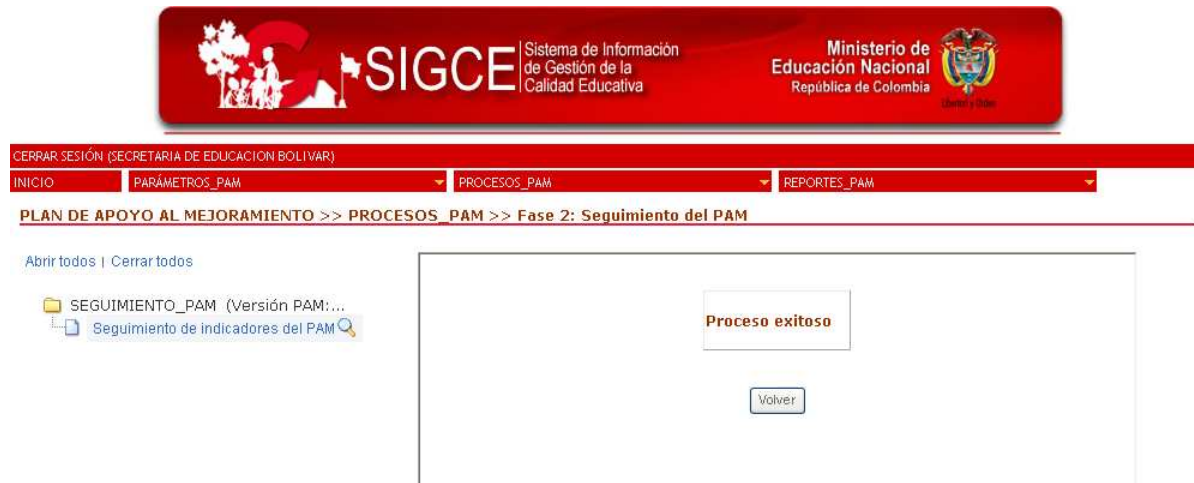 SIGCE
Sistema de Información
de Gestión de la
Calidad Educativa
Ministerio de
Educación Nacional
República de Colombia
Libertad y Orden
CERRAR SESIÓN (SECRETARIA DE EDUCACION BOLIVAR)
INICIO PARÁMETROS_PAM PROCESOS_PAM REPORTES_PAM
PLAN DE APOYO AL MEJORAMIENTO >> PROCESOS_PAM >> Fase 2: Seguimiento del PAM
Abrir todos | Cerrar todos
SEGUIMIENTO_PAM (Versión PAM:...
Seguimiento de indicadores del PAM
Proceso exitoso
Volver